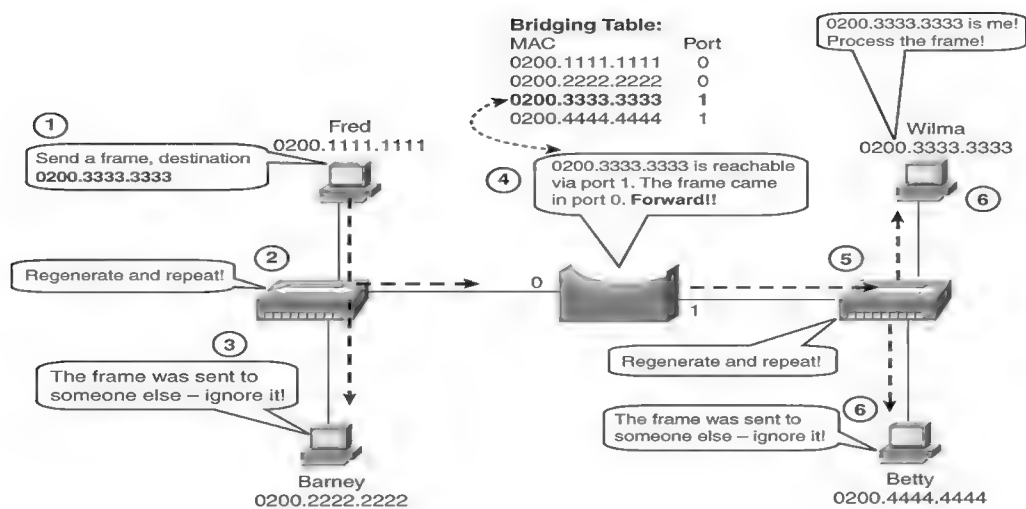 Bridging Table:
MAC Port
0200.1111.1111 0
0200.2222.2222 0
0200.3333.3333 1
0200.4444.4444 1
0200.3333.3333 is me!
Process the frame!
1
Fred
0200.1111.1111
Send a frame, destination
0200.3333.3333
Wilma
0200.3333.3333
4
0200.3333.3333 is reachable
via port 1. The frame came
in port 0. Forward!!
6
2
Regenerate and repeat!
0
1
5
Regenerate and repeat!
3
The frame was sent to
someone else – ignore it!
Barney
0200.2222.2222
6
The frame was sent to
someone else – ignore it!
Betty
0200.4444.4444